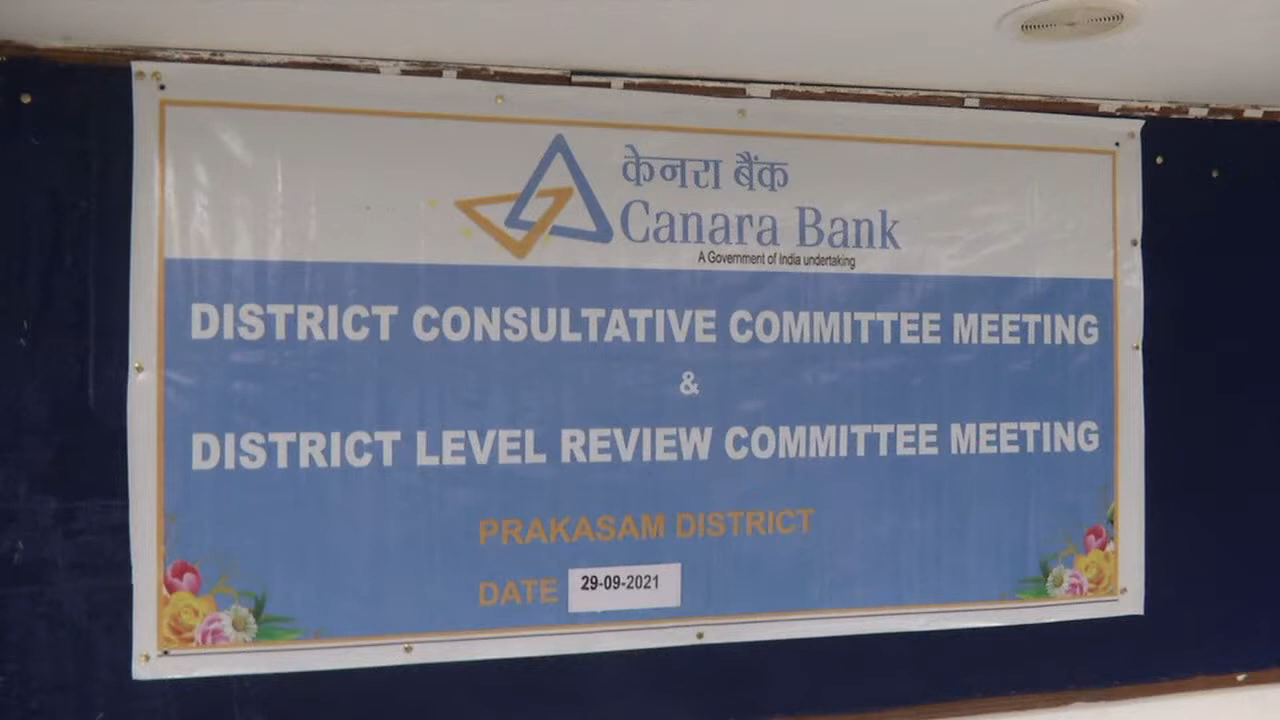 केनरा बैंक
Canara Bank
A Government of India undertaking
DISTRICT CONSULTATIVE COMMITTEE MEETING
&
DISTRICT LEVEL REVIEW COMMITTEE MEETING
PRAKASAM DISTRICT
DATE 29-09-2021